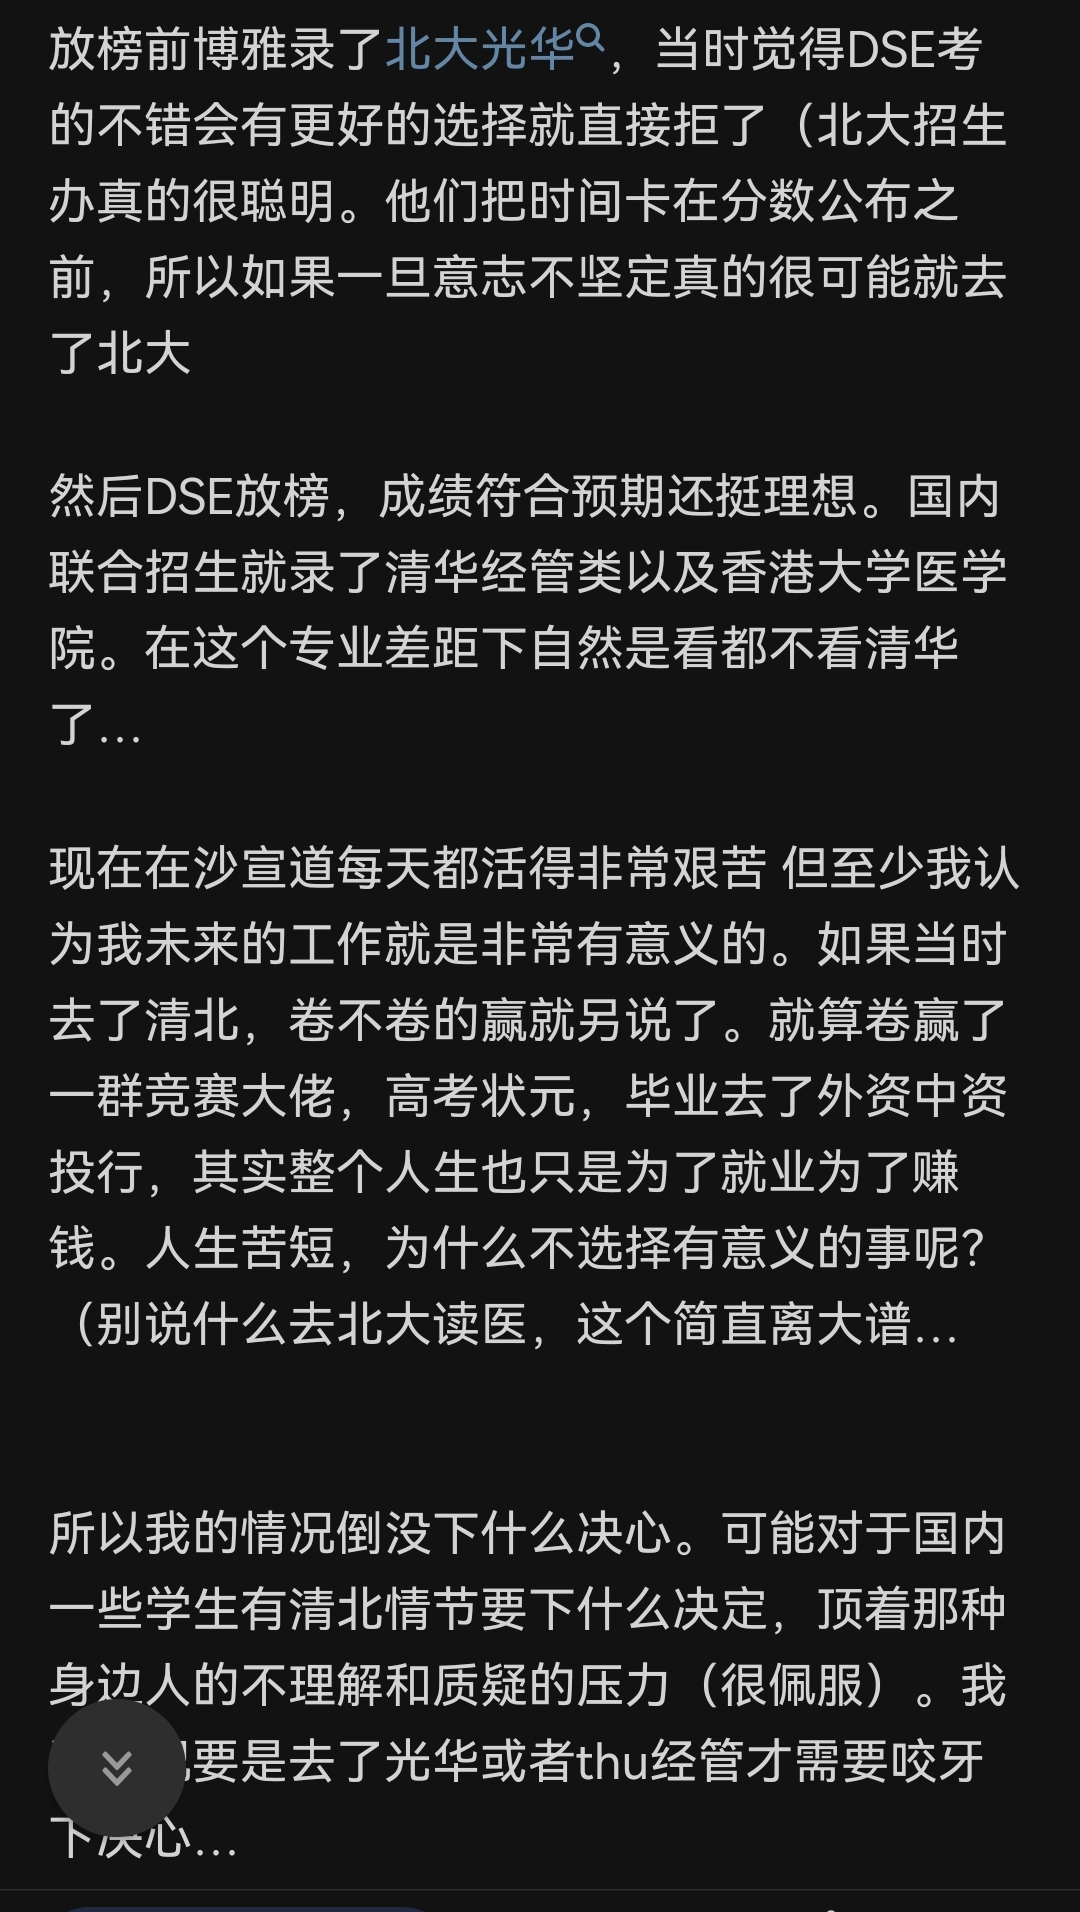 放榜前博雅录了北大光华，当时觉得DSE考
的不错会有更好的选择就直接拒了（北大招生
办真的很聪明。他们把时间卡在分数公布之
前，所以如果一旦意志不坚定真的很可能就去
了北大
然后DSE放榜，成绩符合预期还挺理想。国内
联合招生就录了清华经管类以及香港大学医学
院。在这个专业差距下自然是看都不看清华
了...
现在在沙宣道每天都活得非常艰苦 但至少我认
为我未来的工作就是非常有意义的。如果当时
去了清北，卷不卷的赢就另说了。就算卷赢了
一群竞赛大佬，高考状元，毕业去了外资中资
投行，其实整个人生也只是为了就业为了赚
钱。人生苦短，为什么不选择有意义的事呢？
（别说什么去北大读医，这个简直离大谱...
所以我的情况倒没下什么决心。可能对于国内
一些学生有清北情节要下什么决定，顶着那种
身边人的不理解和质疑的压力（很佩服）。我
要是去了光华或者thu经管才需要咬牙
下决心...